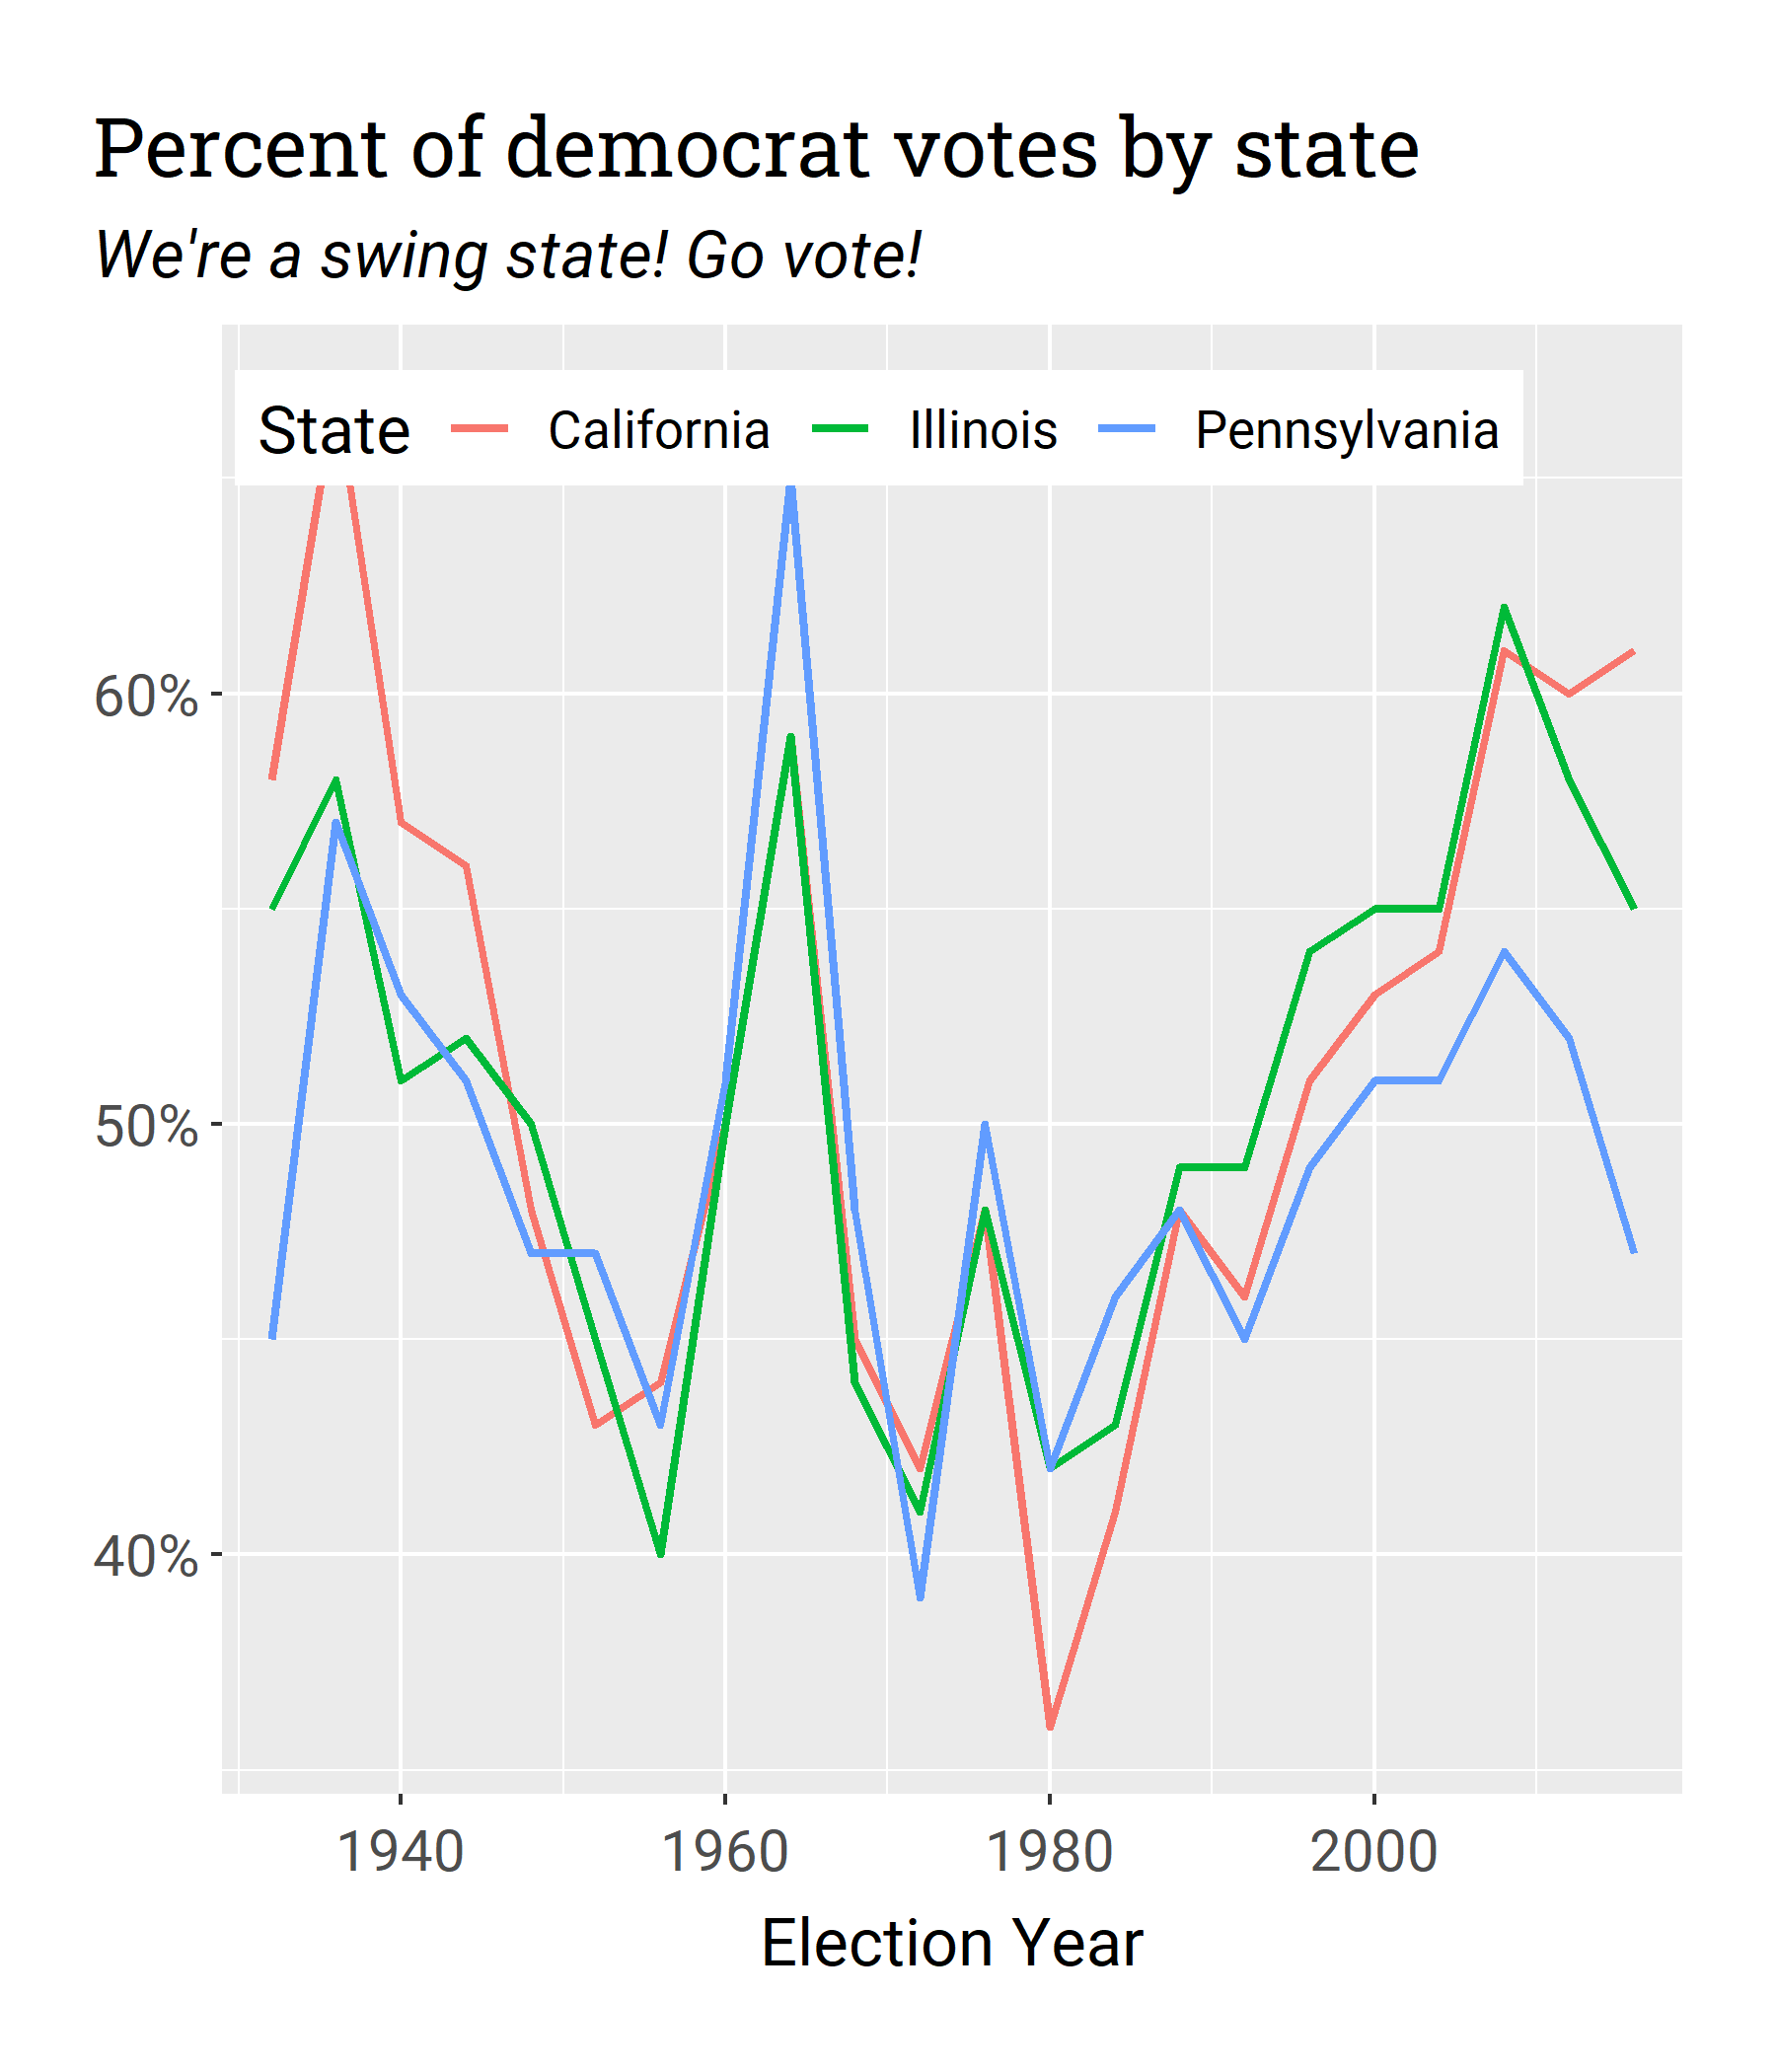 Percent of democrat votes by state
We're a swing state! Go vote!
State California Illinois Pennsylvania
60%
50%
40%
1940 1960 1980 2000
Election Year